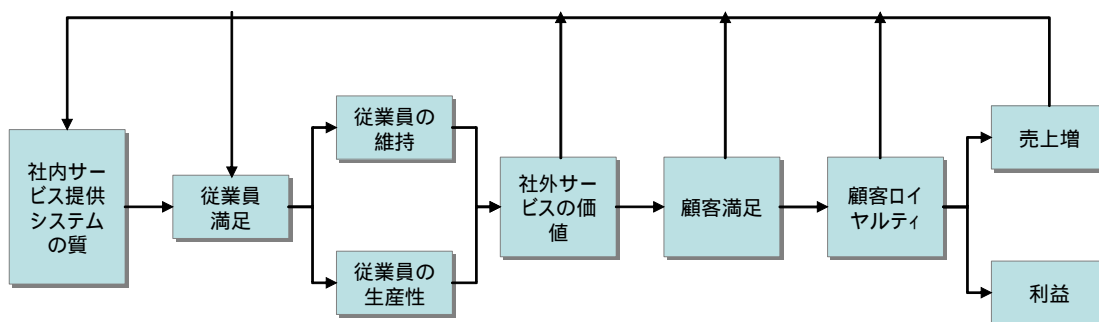 社内サー
ビス提供
システム
の質
従業員
満足
従業員の
維持
従業員の
生産性
社外サー
ビスの価
値
顧客満足
顧客ロイ
ヤルティ
売上増
利益